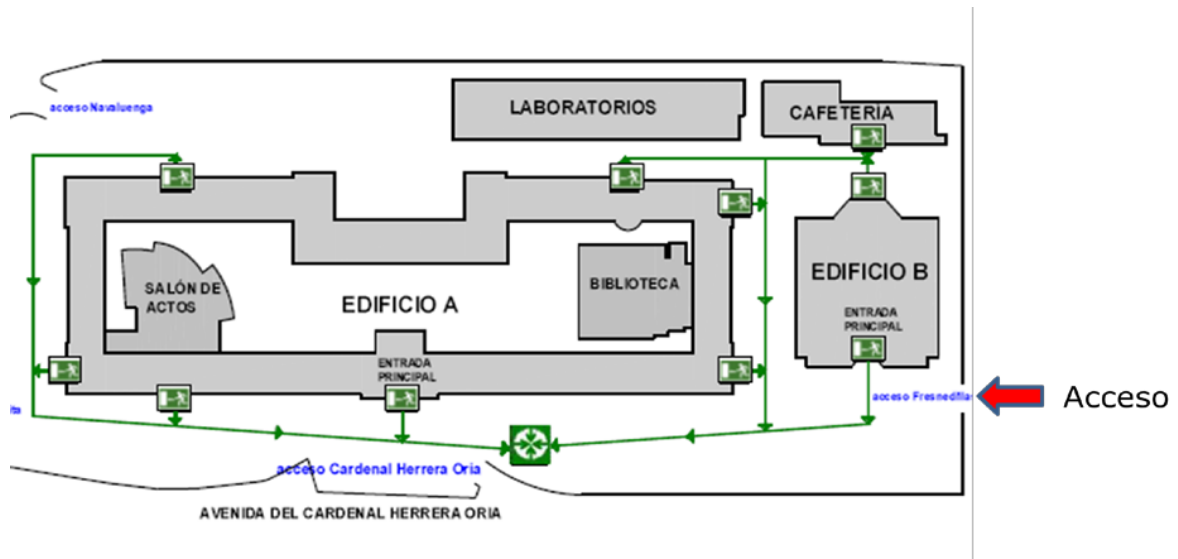 acceso Navaluenga
LABORATORIOS
CAFETERÍA
SALÓN DE
ACTOS
EDIFICIO A
BIBLIOTECA
EDIFICIO B
ENTRADA
PRINCIPAL
ENTRADA
PRINCIPAL
acceso Fresnedillas
Acceso
acceso Cardenal Herrera Oria
AVENIDA DEL CARDENAL HERRERA ORIA